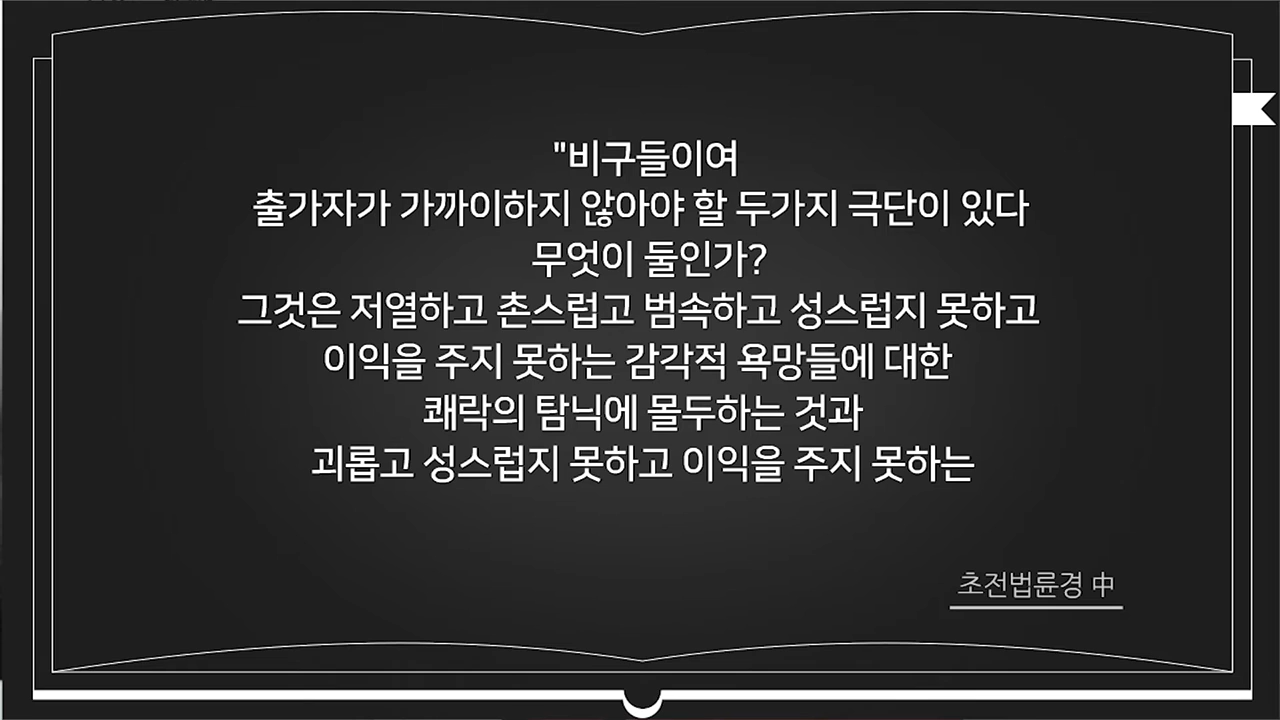 "비구들이여
출가자가 가까이하지 않아야 할 두가지 극단이 있다
무엇이 둘인가?
그것은 저열하고 촌스럽고 범속하고 성스럽지 못하고
이익을 주지 못하는 감각적 욕망들에 대한
쾌락의 탐닉에 몰두하는 것과
괴롭고 성스럽지 못하고 이익을 주지 못하는
초전법륜경 中